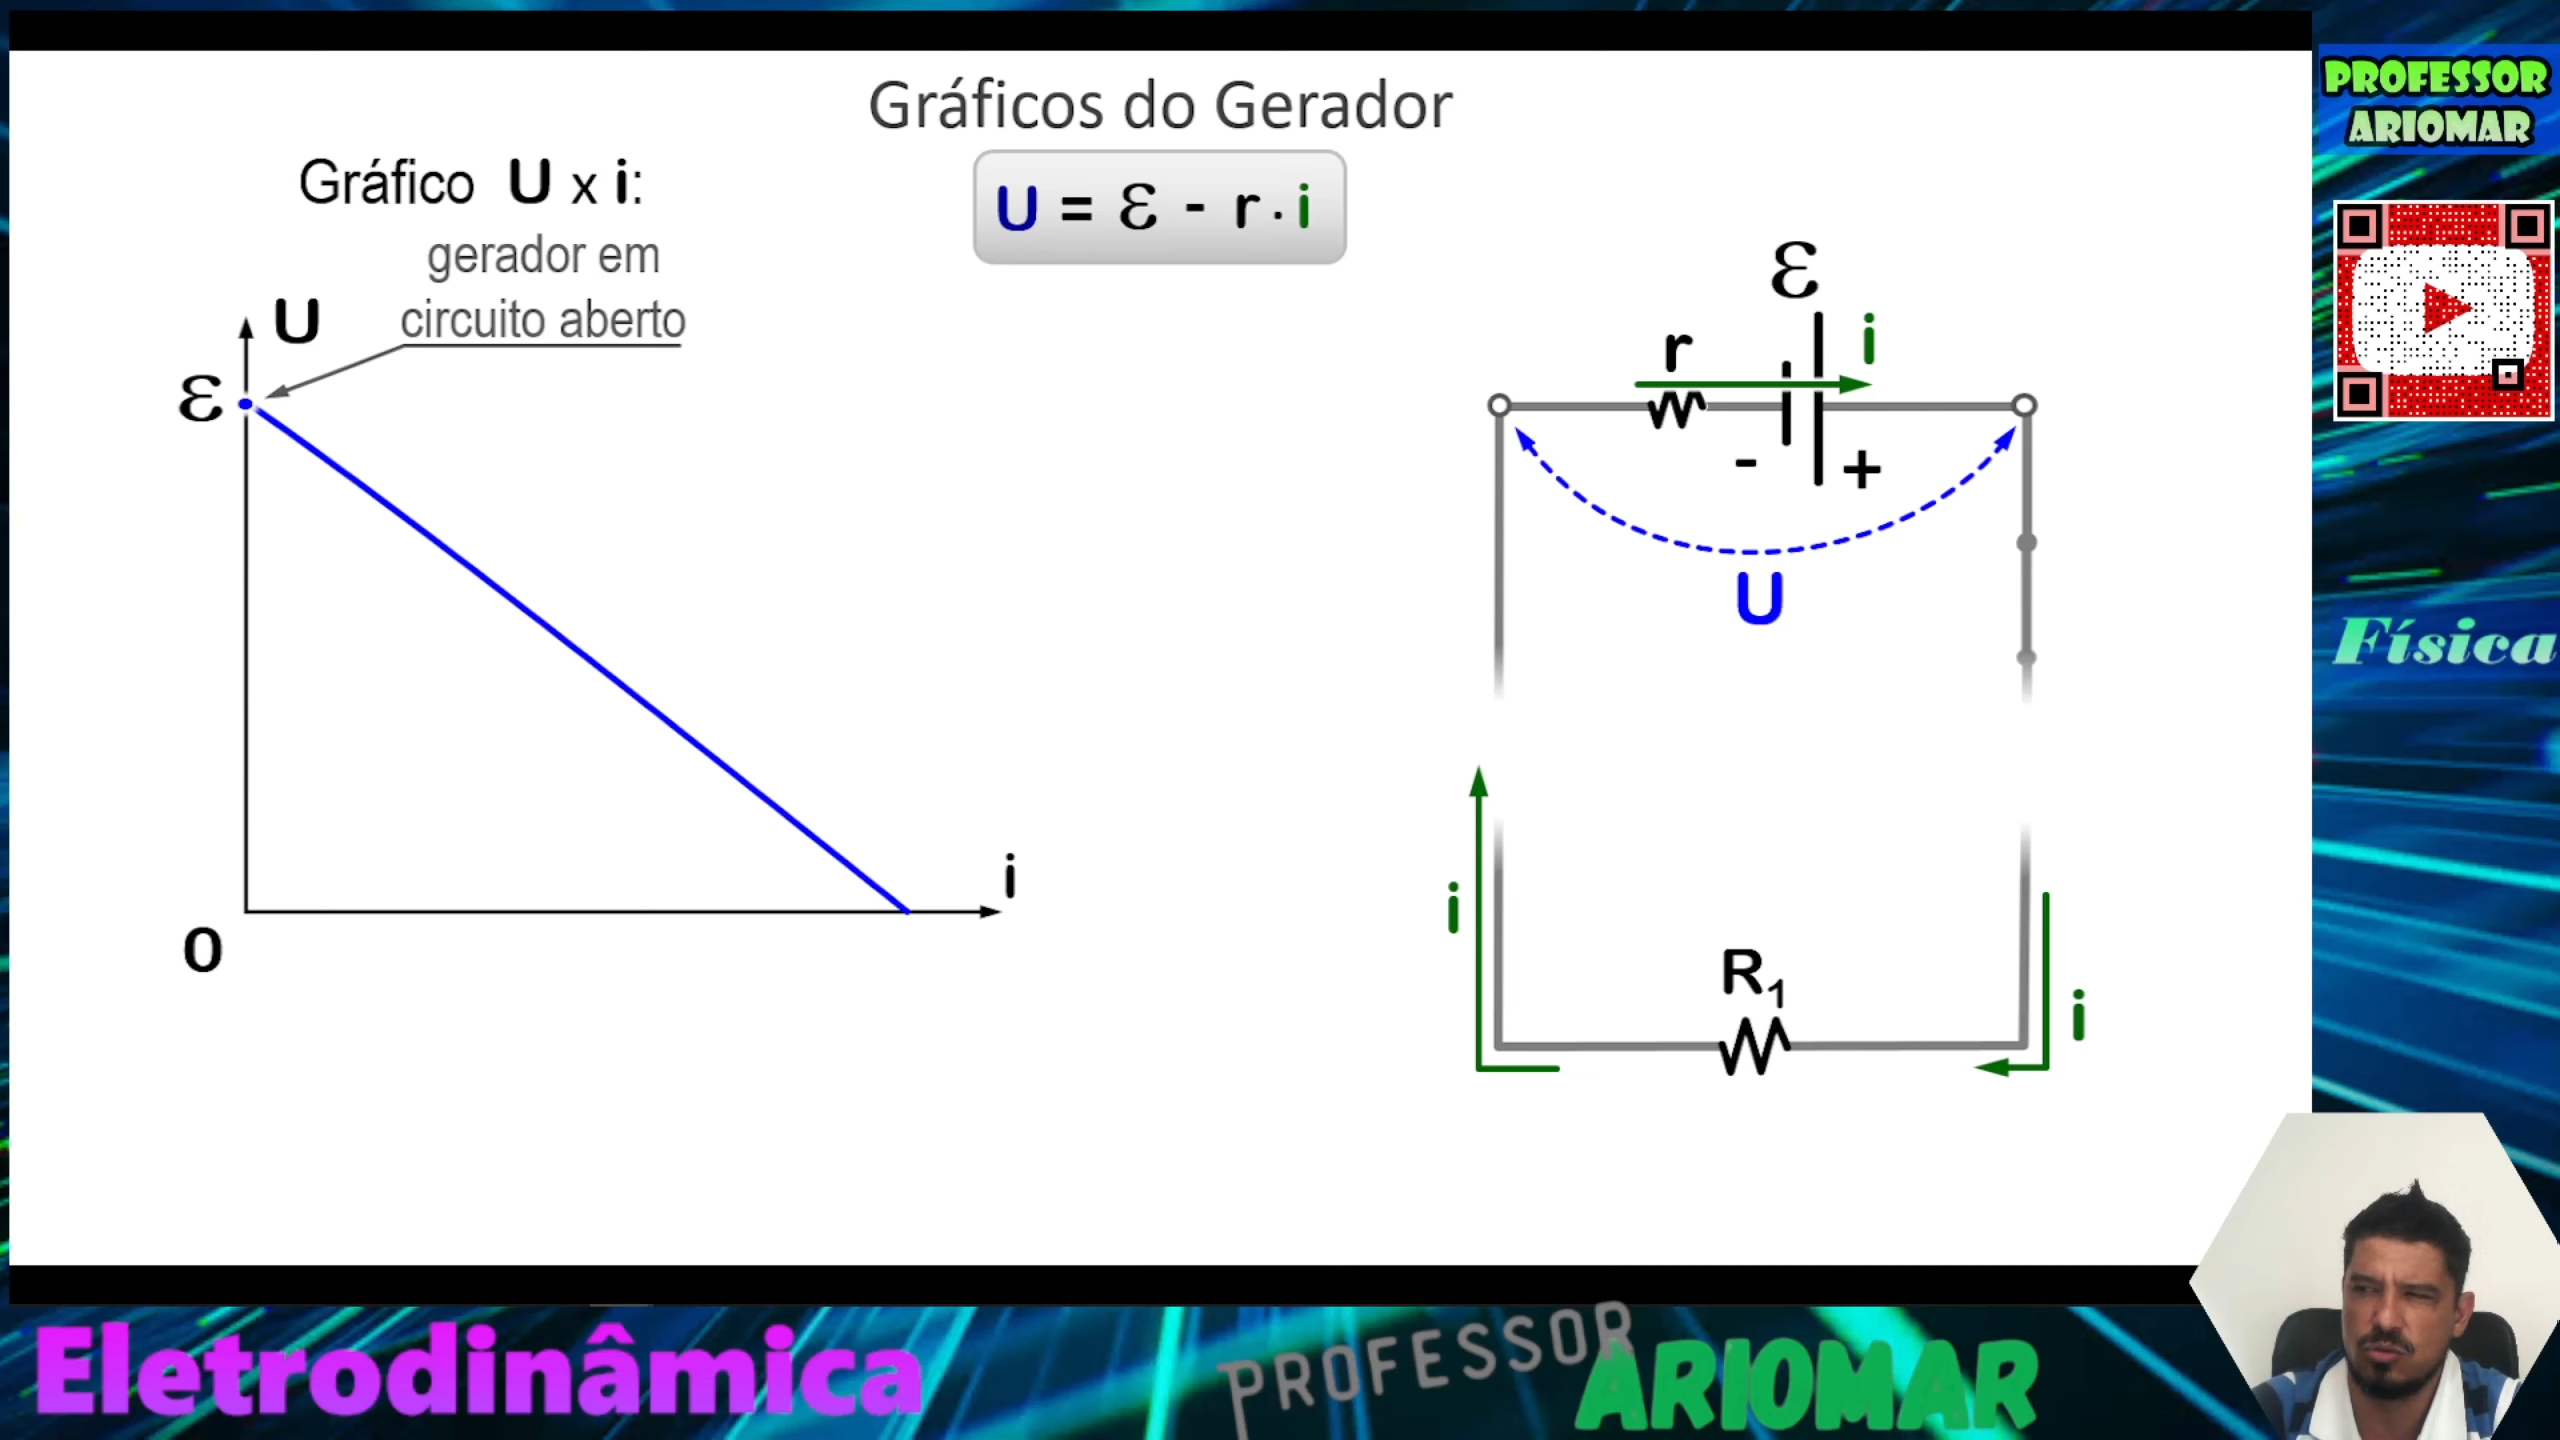 Gráficos do Gerador
U = Ɛ - r . i
Gráfico U x i:
gerador em
circuito aberto
U
Ɛ
0
i
Ɛ
r
i
-
+
U
i
R1
i
PROFESSOR
ARIOMAR
Física
Eletrodinâmica
PROFESSOR
ARIOMAR